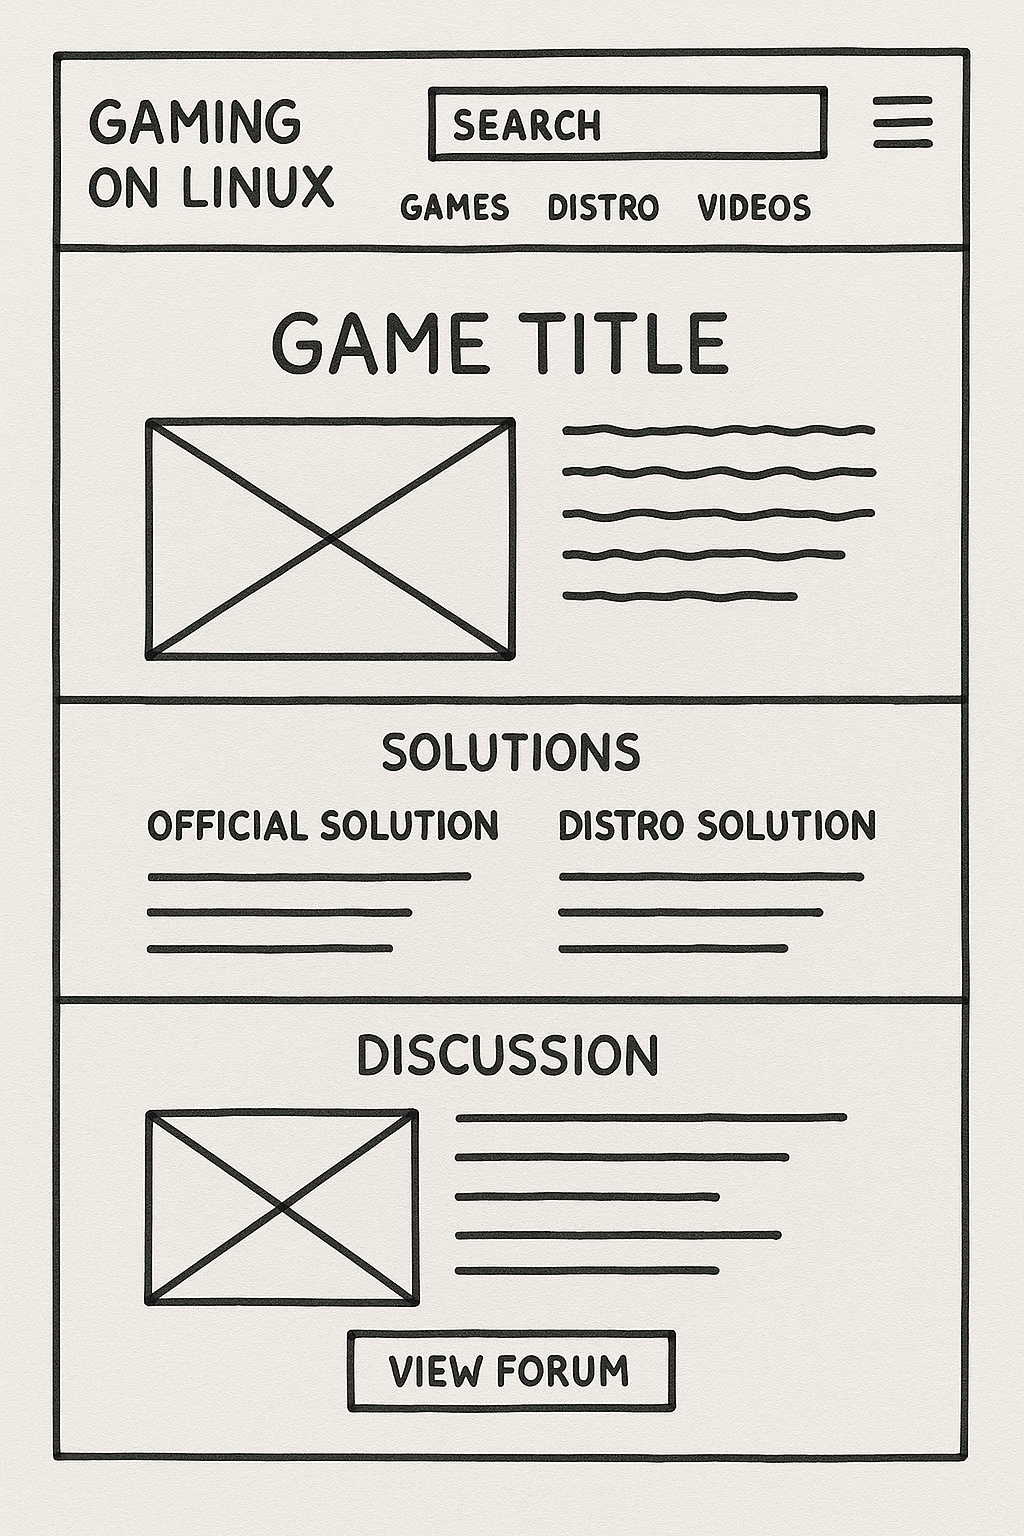 GAMING
ON LINUX
SEARCH
GAMES DISTRO VIDEOS
GAME TITLE
SOLUTIONS
OFFICIAL SOLUTION DISTRO SOLUTION
DISCUSSION
VIEW FORUM